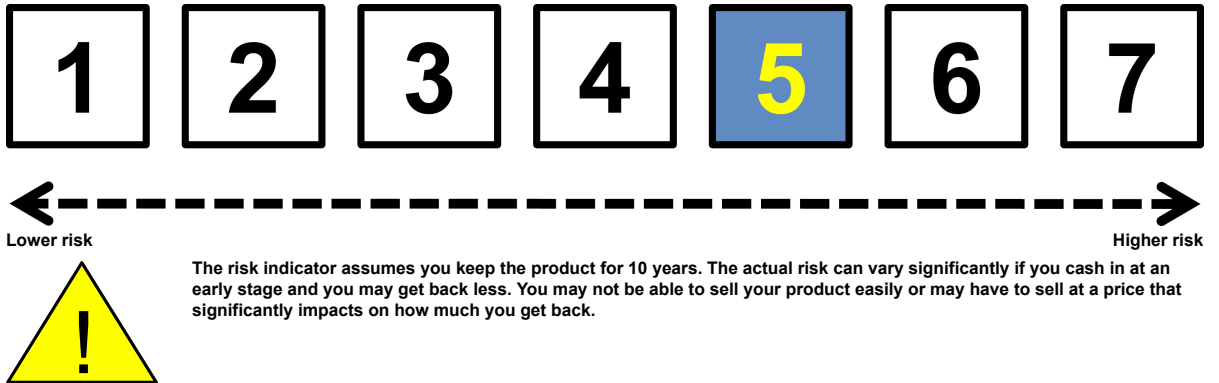 1 2 3 4 5 6 7
Lower risk Higher risk
The risk indicator assumes you keep the product for 10 years. The actual risk can vary significantly if you cash in at an
early stage and you may get back less. You may not be able to sell your product easily or may have to sell at a price that
significantly impacts on how much you get back.
!